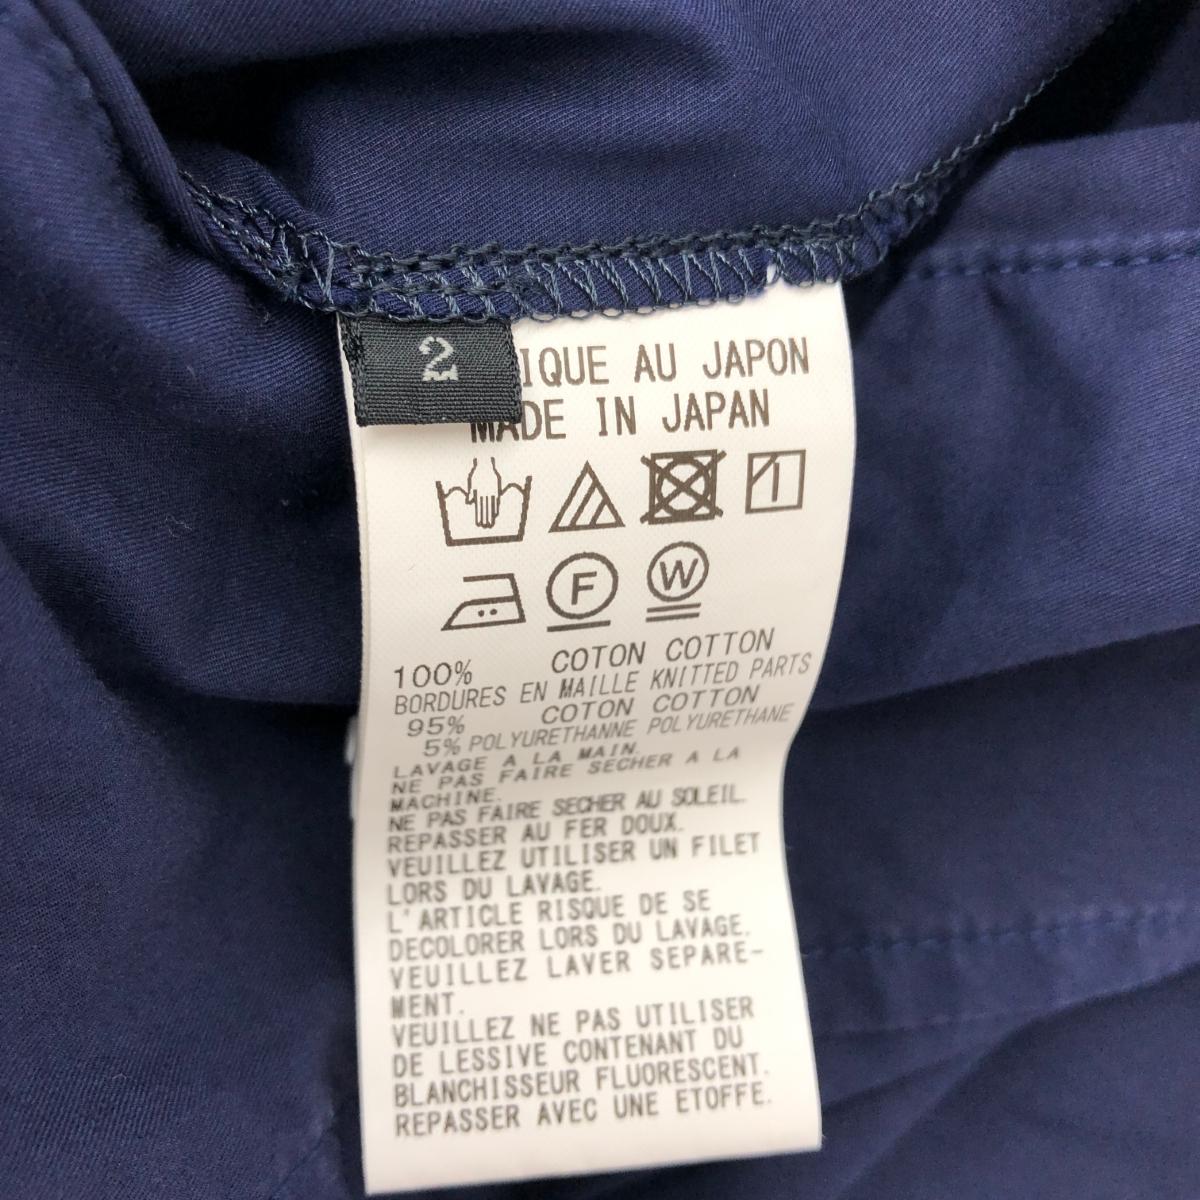 2
IQUE AU JAPON
MADE IN JAPAN
F
W
100% COTON COTTON
BORDURES EN MAILLE KNITTED PARTS
95% COTON COTTON
5% POLYURETHANNE POLYURETHANE
LAVAGE A LA MAIN.
NE PAS FAIRE SECHER A LA
MACHINE.
NE PAS FAIRE SECHER AU SOLEIL.
REPASSER AU FER DOUX.
VEUILLEZ UTILISER UN FILET
LORS DU LAVAGE.
L'ARTICLE RISQUE DE SE
DECOLORER LORS DU LAVAGE.
VEUILLEZ LAVER SEPARE-
MENT.
VEUILLEZ NE PAS UTILISER
DE LESSIVE CONTENANT DU
BLANCHISSEUR FLUORESCENT.
REPASSER AVEC UNE ETOFFE.